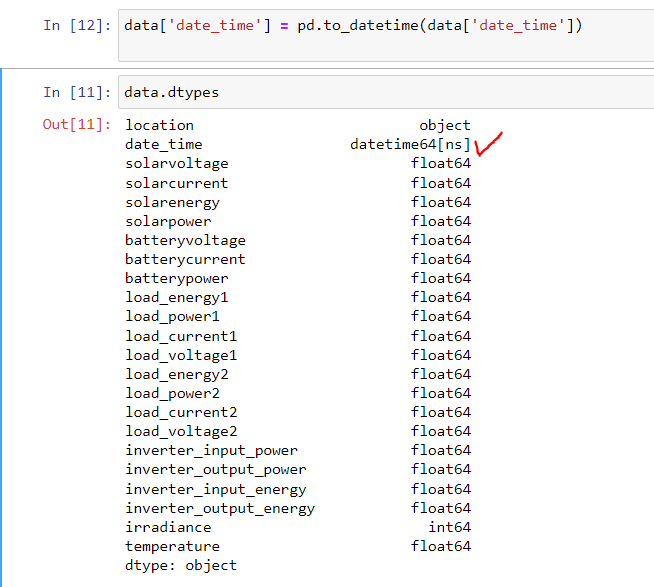 In [12]: data['date_time'] = pd.to_datetime(data['date_time'])
In [11]: data.dtypes
Out[11]: location object
date_time datetime64[ns]
solarvoltage float64
solarcurrent float64
solarenergy float64
solarpower float64
batteryvoltage float64
batterycurrent float64
batterypower float64
load_energy1 float64
load_power1 float64
load_current1 float64
load_voltage1 float64
load_energy2 float64
load_power2 float64
load_current2 float64
load_voltage2 float64
inverter_input_power float64
inverter_output_power float64
inverter_input_energy float64
inverter_output_energy float64
irradiance int64
temperature float64
dtype: object